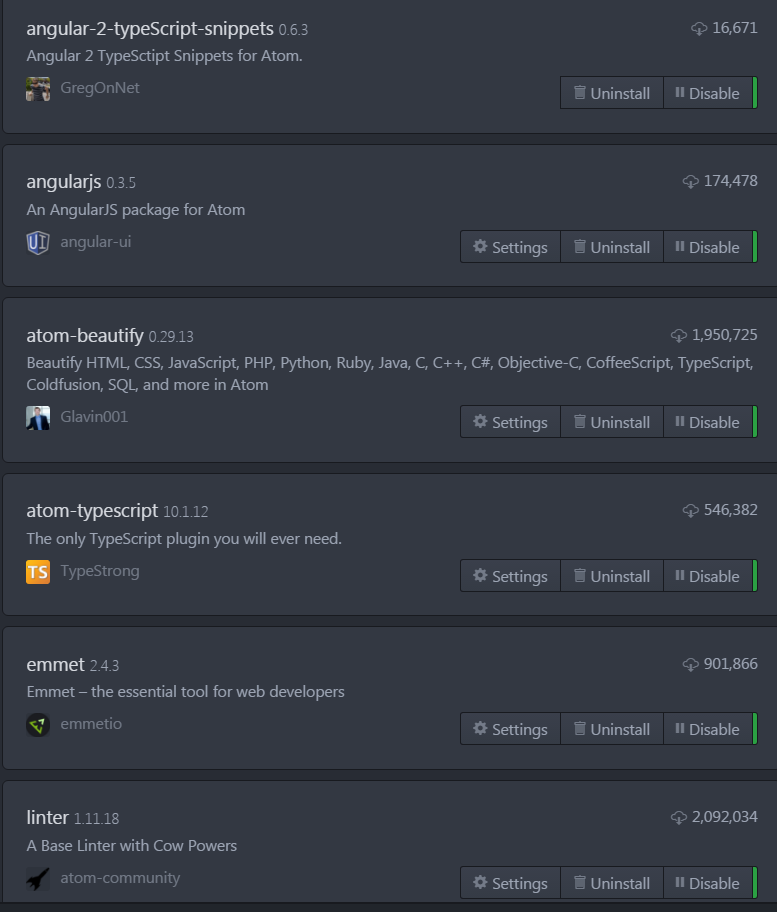 angular-2-typeScript-snippets 0.6.3 16,671
Angular 2 TypeSctipt Snippets for Atom.
GregOnNet
Uninstall Disable
angularjs 0.3.5 174,478
An AngularJS package for Atom
UI angular-ui
Settings Uninstall Disable
atom-beautify 0.29.13 1,950,725
Beautify HTML, CSS, JavaScript, PHP, Python, Ruby, Java, C, C++, C#, Objective-C, CoffeeScript, TypeScript,
Coldfusion, SQL, and more in Atom
Glavin001
Settings Uninstall Disable
atom-typescript 10.1.12 546,382
The only TypeScript plugin you will ever need.
TS TypeStrong
Settings Uninstall Disable
emmet 2.4.3 901,866
Emmet – the essential tool for web developers
emmetio
Settings Uninstall Disable
linter 1.11.18 2,092,034
A Base Linter with Cow Powers
atom-community
Settings Uninstall Disable